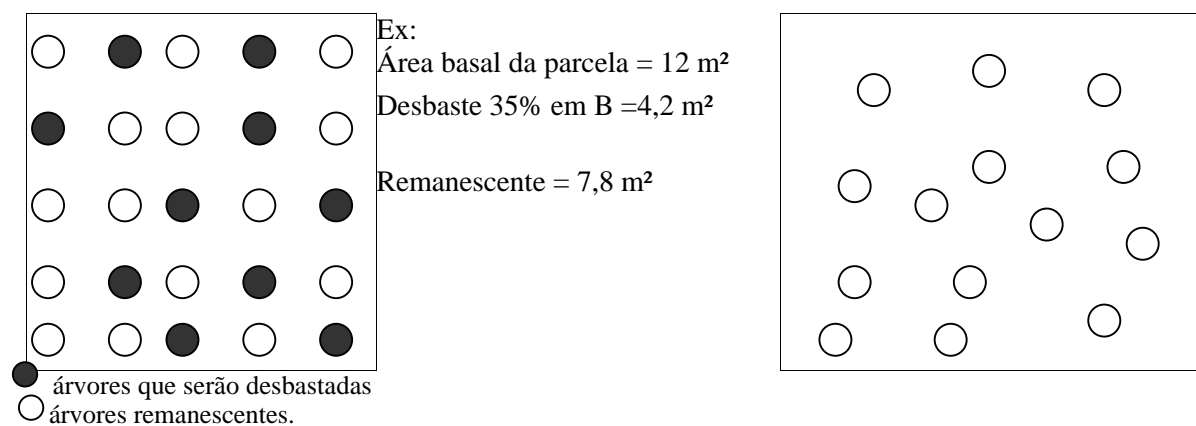 Ex:
Área basal da parcela = 12 m²
Desbaste 35% em B =4,2 m²
Remanescente = 7,8 m²
árvores que serão desbastadas
árvores remanescentes.